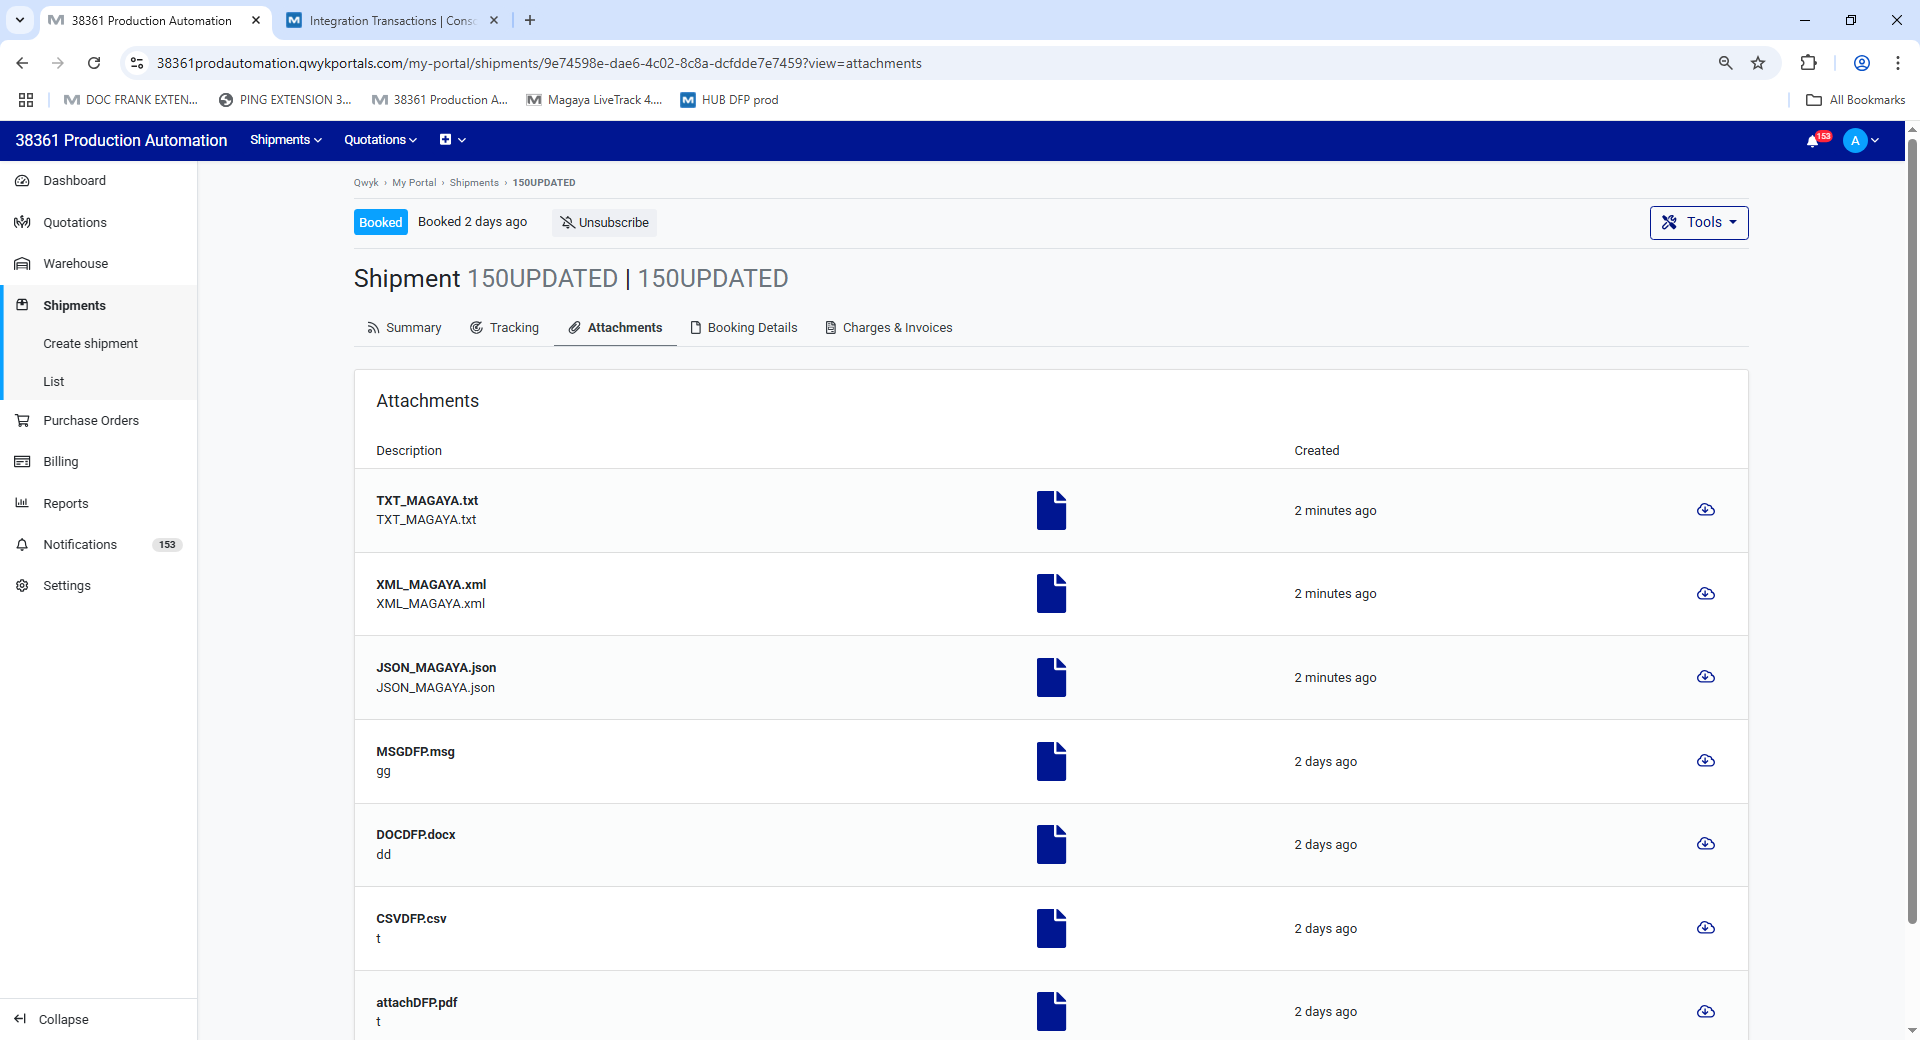 38361 Production Automation
Integration Transactions | Conso
38361prodautomation.qwykportals.com/my-portal/shipments/9e74598e-dae6-4c02-8c8a-dcfdde7e7459?view=attachments
DOC FRANK EXTEN...
PING EXTENSION 3...
38361 Production A...
Magaya LiveTrack 4....
HUB DFP prod
All Bookmarks
38361 Production Automation
Shipments
Quotations
153
A
Dashboard
Quotations
Warehouse
Shipments
Create shipment
List
Purchase Orders
Billing
Reports
Notifications 153
Settings
Collapse
Qwyk › My Portal › Shipments › 150UPDATED
Booked Booked 2 days ago Unsubscribe
Tools
Shipment 150UPDATED | 150UPDATED
Summary Tracking Attachments Booking Details Charges & Invoices
Attachments
Description Created
TXT_MAGAYA.txt
TXT_MAGAYA.txt
2 minutes ago
XML_MAGAYA.xml
XML_MAGAYA.xml
2 minutes ago
JSON_MAGAYA.json
JSON_MAGAYA.json
2 minutes ago
MSGDFP.msg
gg
2 days ago
DOCDFP.docx
dd
2 days ago
CSVDFP.csv
t
2 days ago
attachDFP.pdf
t
2 days ago